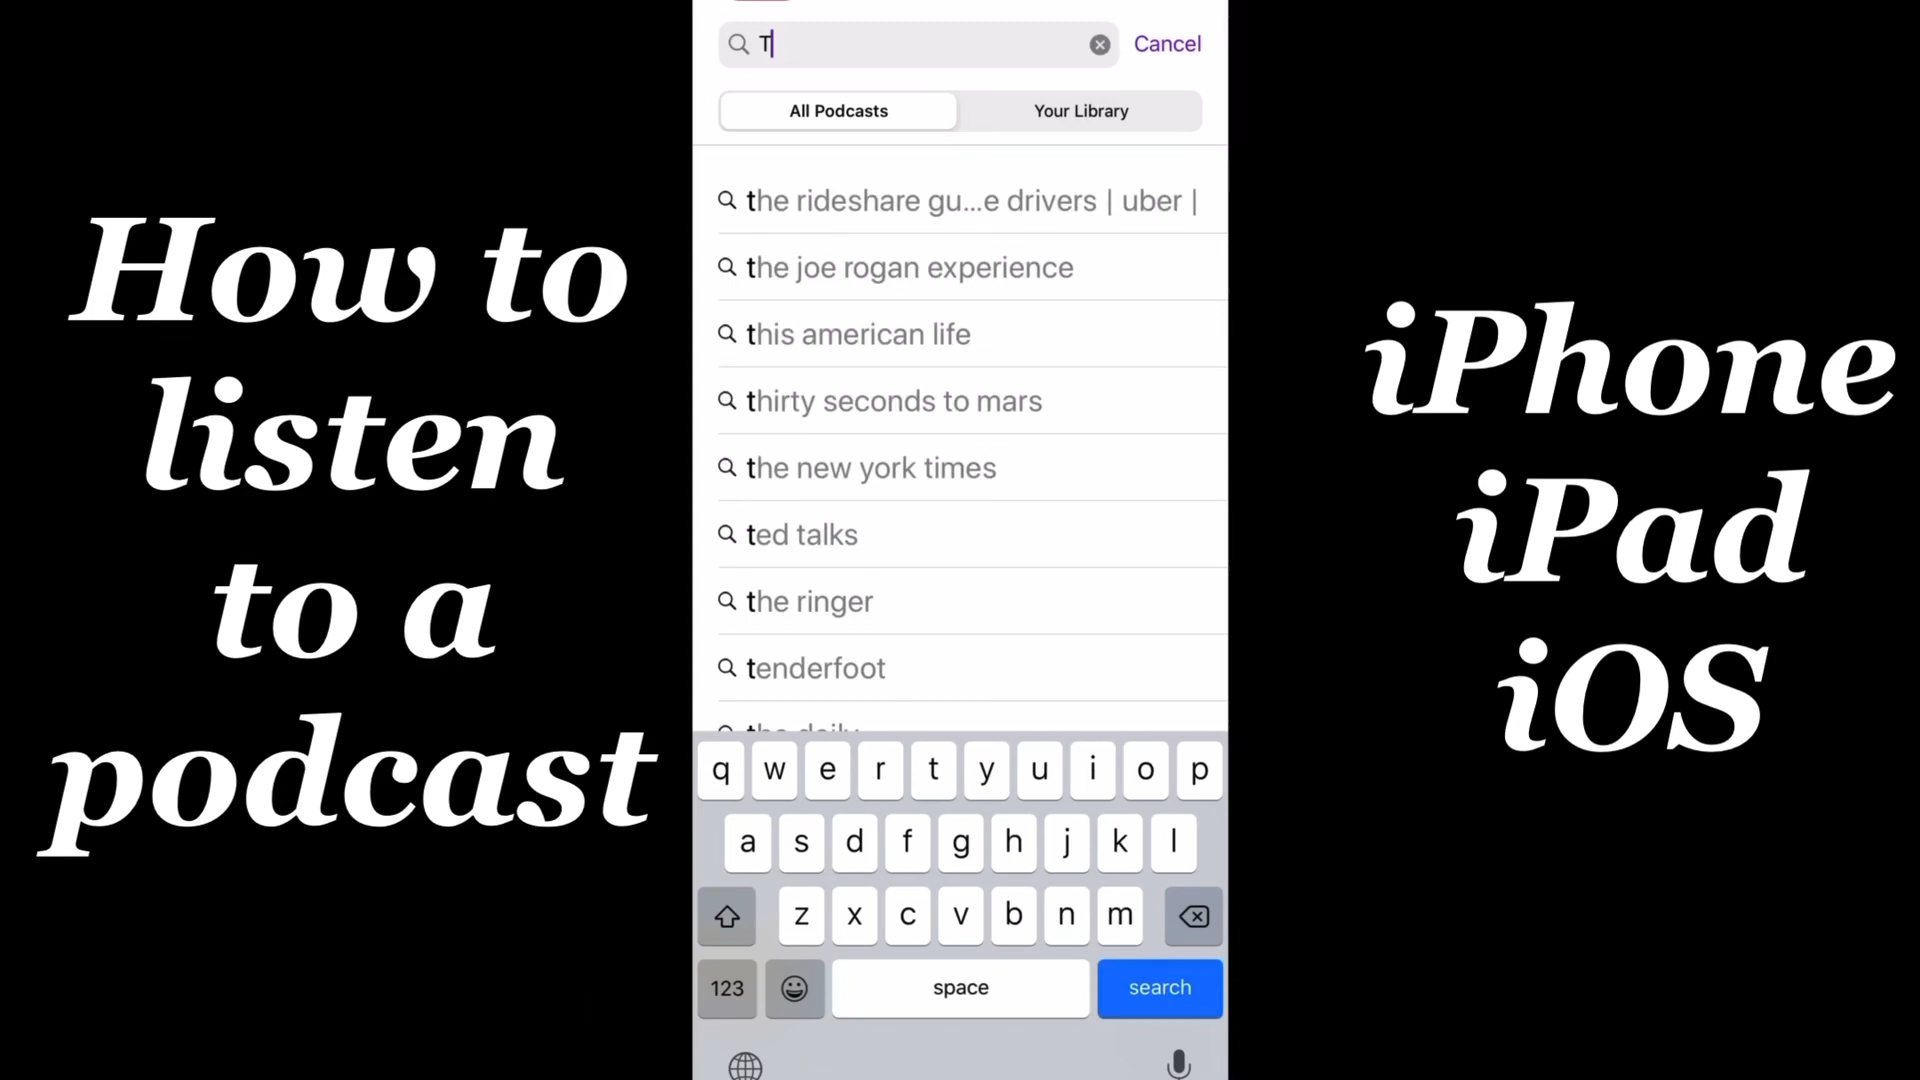 How to
listen
to a
podcast
T
Cancel
All Podcasts
Your Library
the rideshare gu...e drivers | uber |
the joe rogan experience
this american life
thirty seconds to mars
the new york times
ted talks
the ringer
tenderfoot
the daily
q w e r t y u i o p
a s d f g h j k l
z x c v b n m
123 space search
iPhone
iPad
iOS